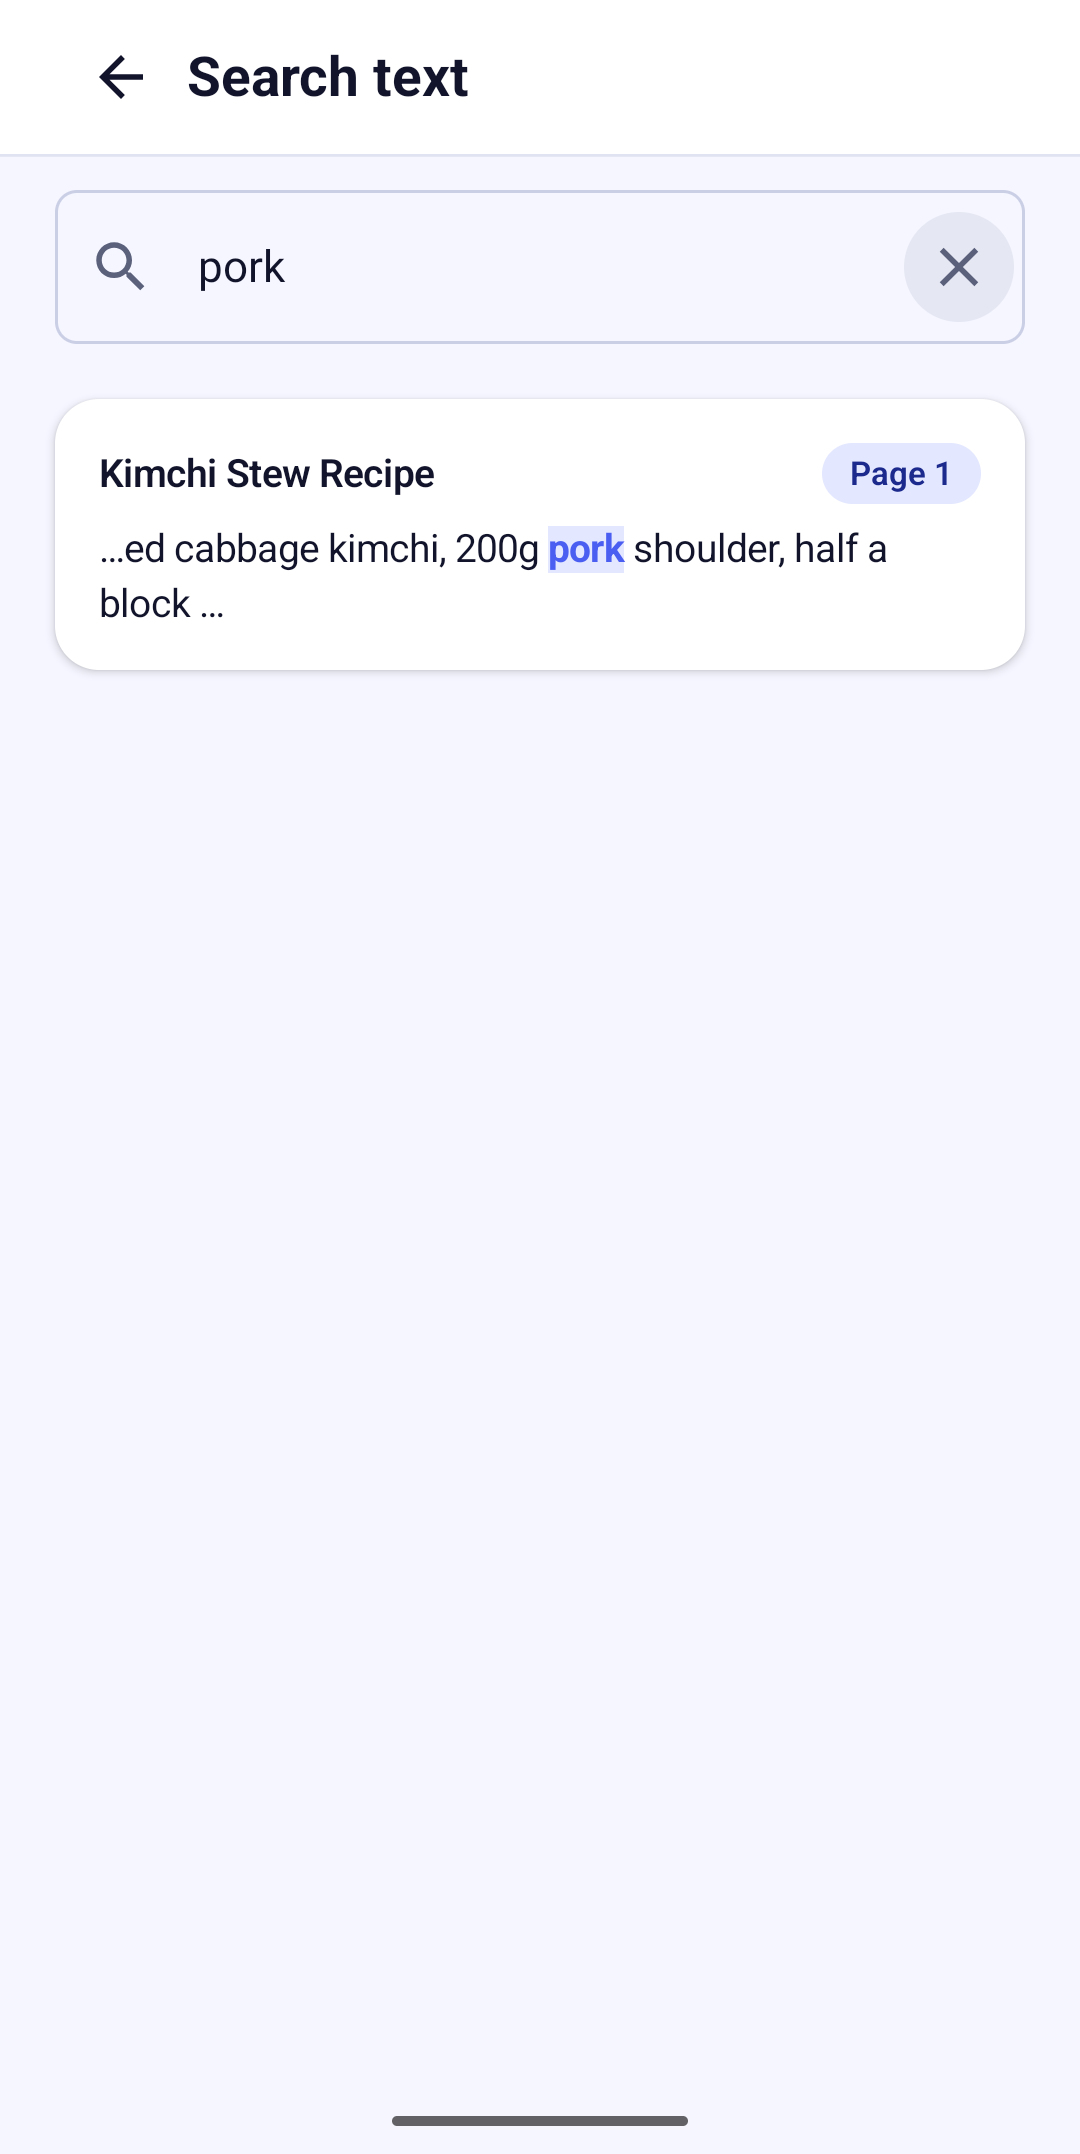 Search text
pork
Kimchi Stew Recipe
Page 1
…ed cabbage kimchi, 200g pork shoulder, half a
block …